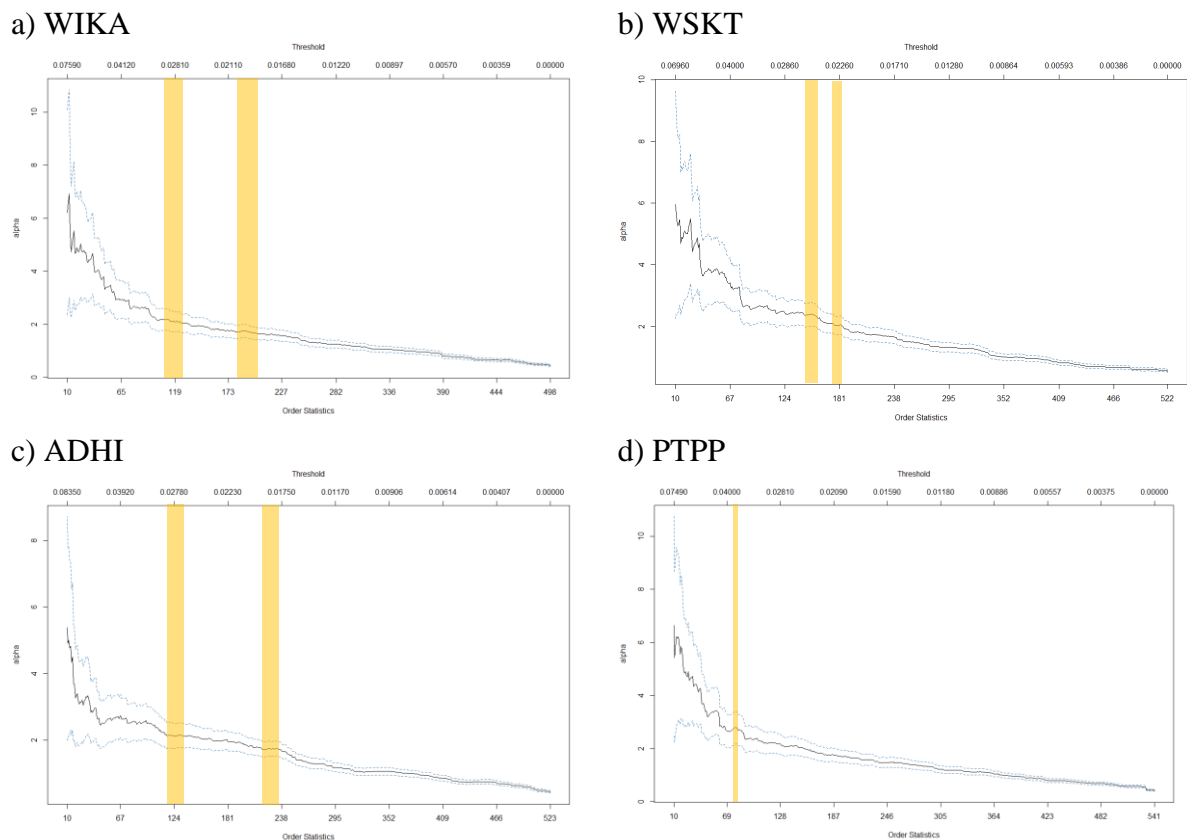 a) WIKA
Threshold
0.07590 0.04120 0.02810 0.02110 0.01680 0.01220 0.00897 0.00570 0.00359 0.00000
alpha
10
8
6
4
2
0
10 65 119 173 227 282 336 390 444 498
Order Statistics
b) WSKT
Threshold
0.06960 0.04000 0.02860 0.02260 0.01710 0.01280 0.00864 0.00593 0.00386 0.00000
alpha
10
8
6
4
2
10 67 124 181 238 295 352 409 466 522
Order Statistics
c) ADHI
Threshold
0.08350 0.03920 0.02780 0.02230 0.01750 0.01170 0.00906 0.00614 0.00407 0.00000
alpha
8
6
4
2
10 67 124 181 238 295 352 409 466 523
Order Statistics
d) PTPP
Threshold
0.07490 0.04000 0.02810 0.02090 0.01590 0.01180 0.00886 0.00557 0.00375 0.00000
alpha
10
8
6
4
2
0
10 69 128 187 246 305 364 423 482 541
Order Statistics